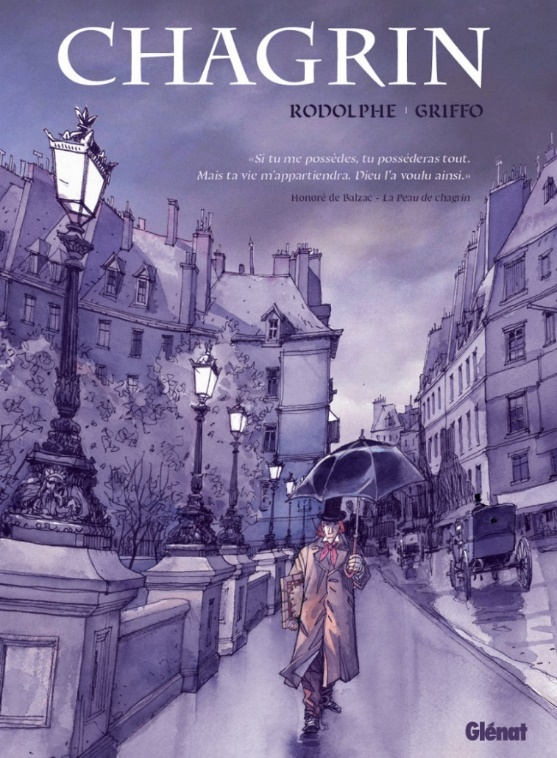 CHAGRIN
RODOLPHE | GRIFFO
«Si tu me possèdes, tu posséderas tout.
Mais ta vie m'appartiendra. Dieu l'a voulu ainsi.»
Honoré de Balzac - La Peau de chagrin
Glénat